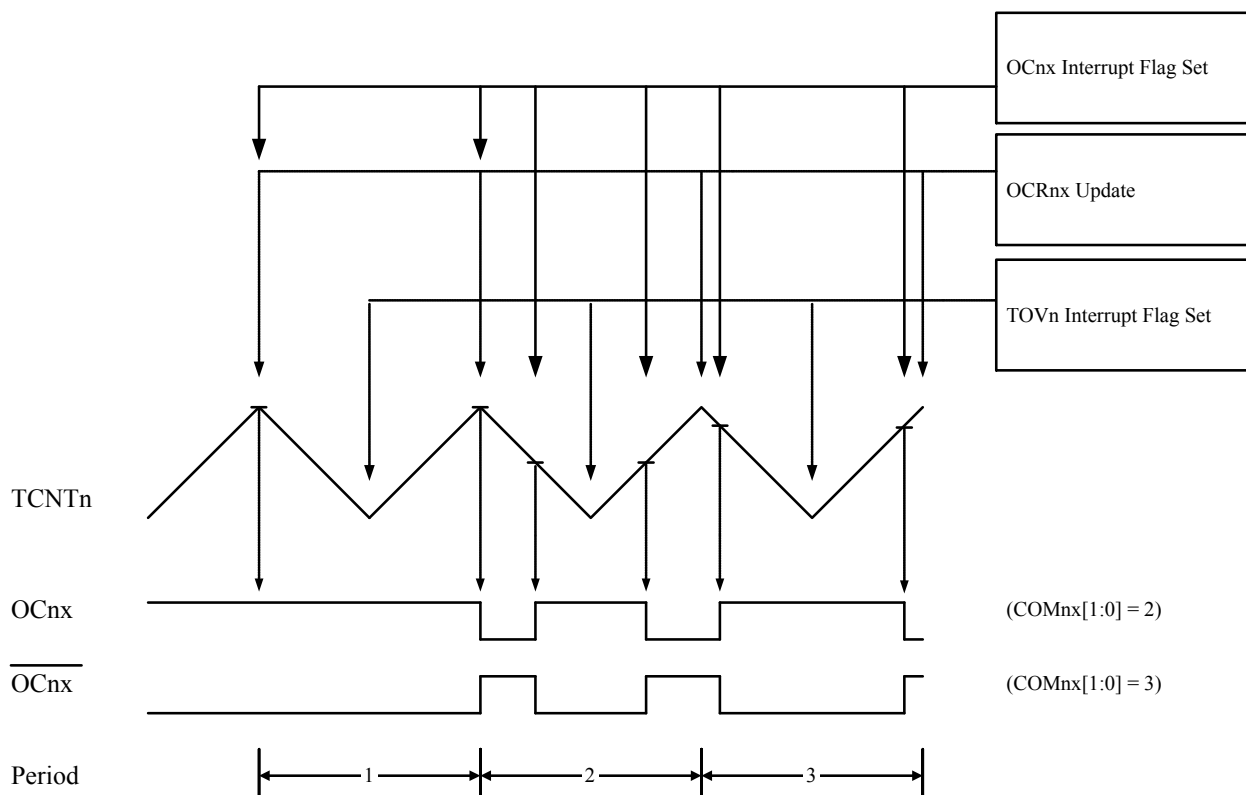 OCnx Interrupt Flag Set
OCRnx Update
TOVn Interrupt Flag Set
TCNTn
OCnx
(COMnx[1:0] = 2)
OCnx
(COMnx[1:0] = 3)
Period
1
2
3